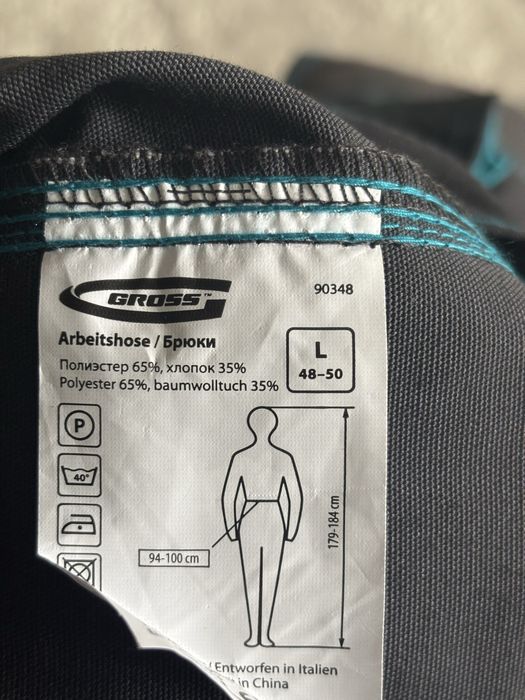 GROSS™
90348
Arbeitshose / Брюки
Полиэстер 65%, хлопок 35%
Polyester 65%, baumwolltuch 35%
L
48–50
P
40°
179-184 cm
94-100 cm
Entworfen in Italien
in China